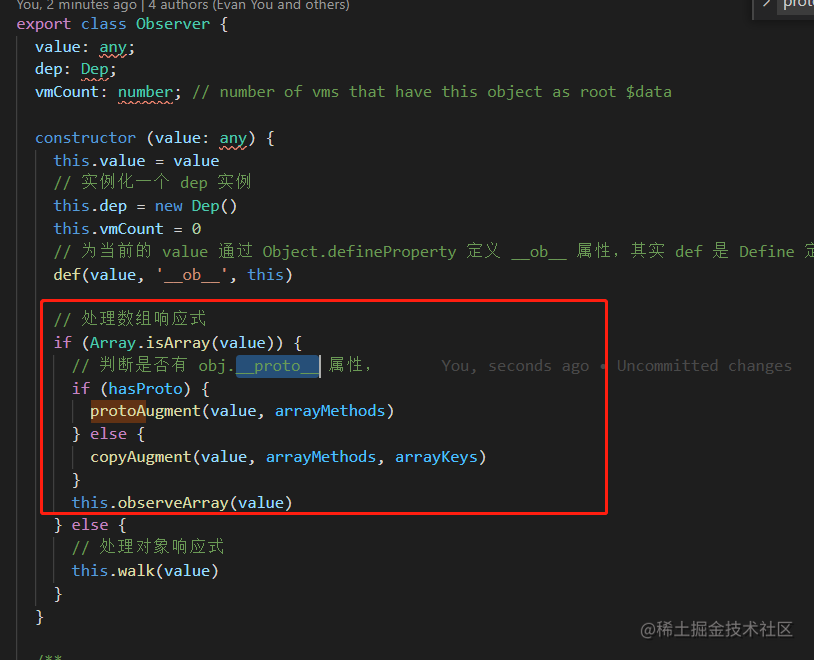 You, 2 minutes ago | 4 authors (Evan You and others)
export class Observer {
value: any;
dep: Dep;
vmCount: number; // number of vms that have this object as root $data
constructor (value: any) {
this.value = value
// 实例化一个 dep 实例
this.dep = new Dep()
this.vmCount = 0
// 为当前的 value 通过 Object.defineProperty 定义 __ob__ 属性，其实 def 是 Define 定
def(value, '__ob__', this)
// 处理数组响应式
if (Array.isArray(value)) {
// 判断是否有 obj.__proto__ 属性， You, seconds ago • Uncommitted changes
if (hasProto) {
protoAugment(value, arrayMethods)
} else {
copyAugment(value, arrayMethods, arrayKeys)
}
this.observeArray(value)
} else {
// 处理对象响应式
this.walk(value)
}
}
/**
@稀土掘金技术社区